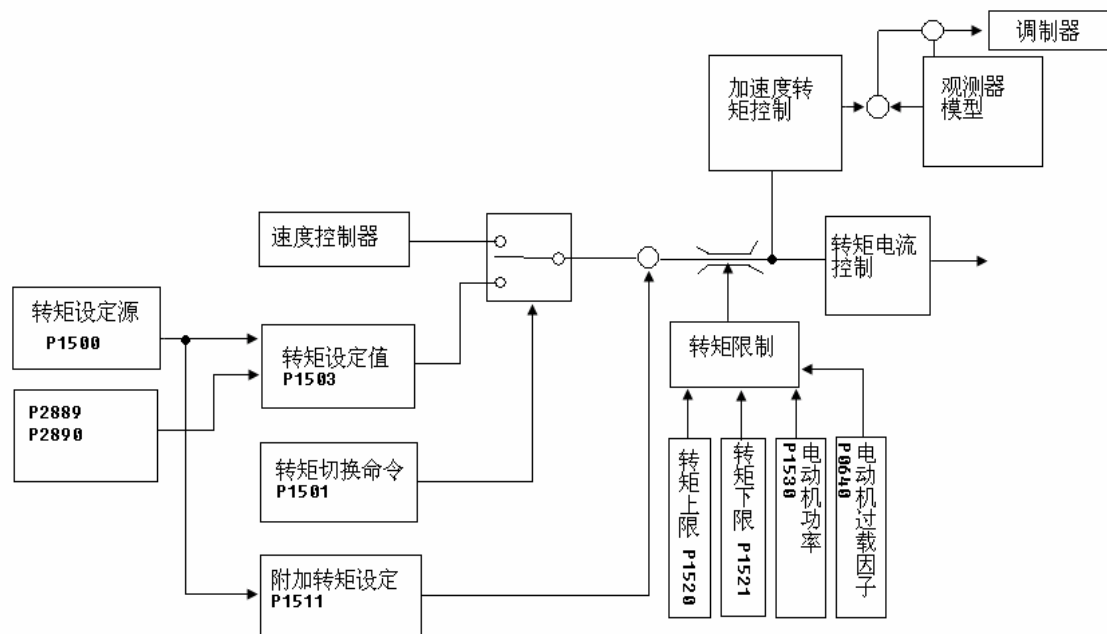 调制器
加速度转
矩控制
观测器
模型
速度控制器
转矩电流
控制
转矩设定源
P1500
转矩设定值
P1503
转矩限制
P2889
P2890
转矩切换命令
P1501
附加转矩设定
P1511
转矩上限 P1520
转矩下限 P1521
电动机功率
P1530
电动机过载因子
P0640